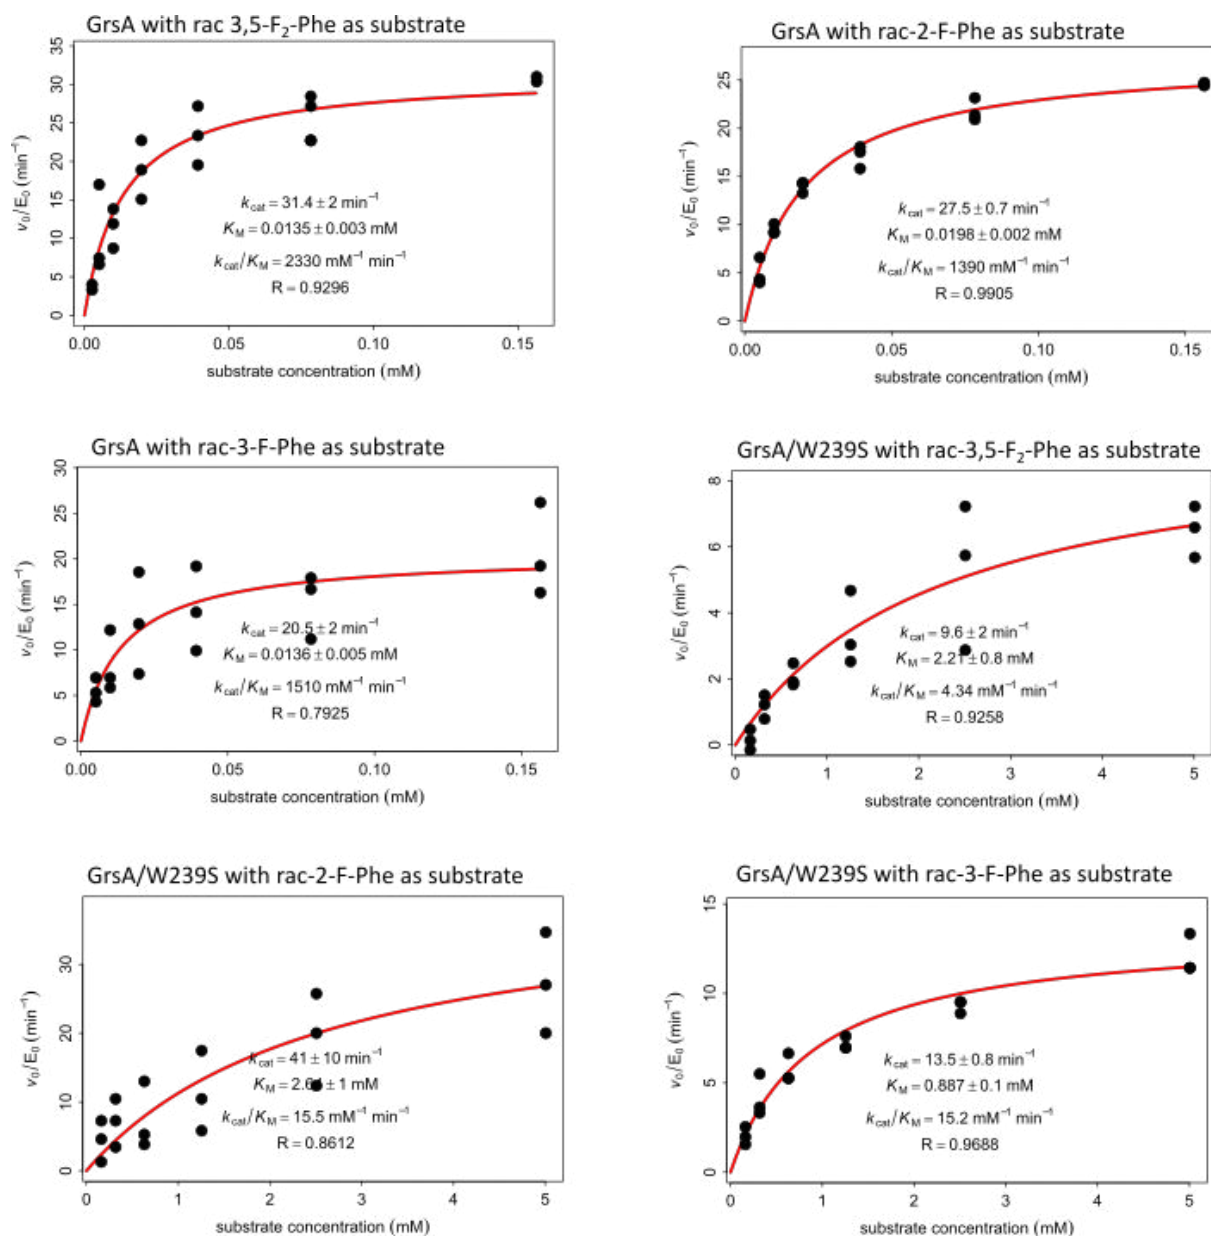 GrsA with rac 3,5-F₂-Phe as substrate
35
30
25
20
15
10
5
0
v₀/E₀ (min⁻¹)
kcat = 31.4 ± 2 min⁻¹
KM = 0.0135 ± 0.003 mM
kcat/KM = 2330 mM⁻¹ min⁻¹
R = 0.9296
0.00 0.05 0.10 0.15
substrate concentration (mM)
GrsA with rac-2-F-Phe as substrate
25
20
15
10
5
0
v₀/E₀ (min⁻¹)
kcat = 27.5 ± 0.7 min⁻¹
KM = 0.0198 ± 0.002 mM
kcat/KM = 1390 mM⁻¹ min⁻¹
R = 0.9905
0.00 0.05 0.10 0.15
substrate concentration (mM)
GrsA with rac-3-F-Phe as substrate
30
25
20
15
10
5
0
v₀/E₀ (min⁻¹)
kcat = 20.5 ± 2 min⁻¹
KM = 0.0136 ± 0.005 mM
kcat/KM = 1510 mM⁻¹ min⁻¹
R = 0.7925
0.00 0.05 0.10 0.15
substrate concentration (mM)
GrsA/W239S with rac-3,5-F₂-Phe as substrate
8
6
4
2
0
v₀/E₀ (min⁻¹)
kcat = 9.6 ± 2 min⁻¹
KM = 2.21 ± 0.8 mM
kcat/KM = 4.34 mM⁻¹ min⁻¹
R = 0.9258
0 1 2 3 4 5
substrate concentration (mM)
GrsA/W239S with rac-2-F-Phe as substrate
30
20
10
0
v₀/E₀ (min⁻¹)
kcat = 41 ± 10 min⁻¹
KM = ± 1 mM
kcat/KM = 15.5 mM⁻¹ min⁻¹
R = 0.8612
0 1 2 3 4 5
substrate concentration (mM)
GrsA/W239S with rac-3-F-Phe as substrate
15
10
5
0
v₀/E₀ (min⁻¹)
kcat = 13.5 ± 0.8 min⁻¹
KM = 0.887 ± 0.1 mM
kcat/KM = 15.2 mM⁻¹ min⁻¹
R = 0.9688
0 1 2 3 4 5
substrate concentration (mM)